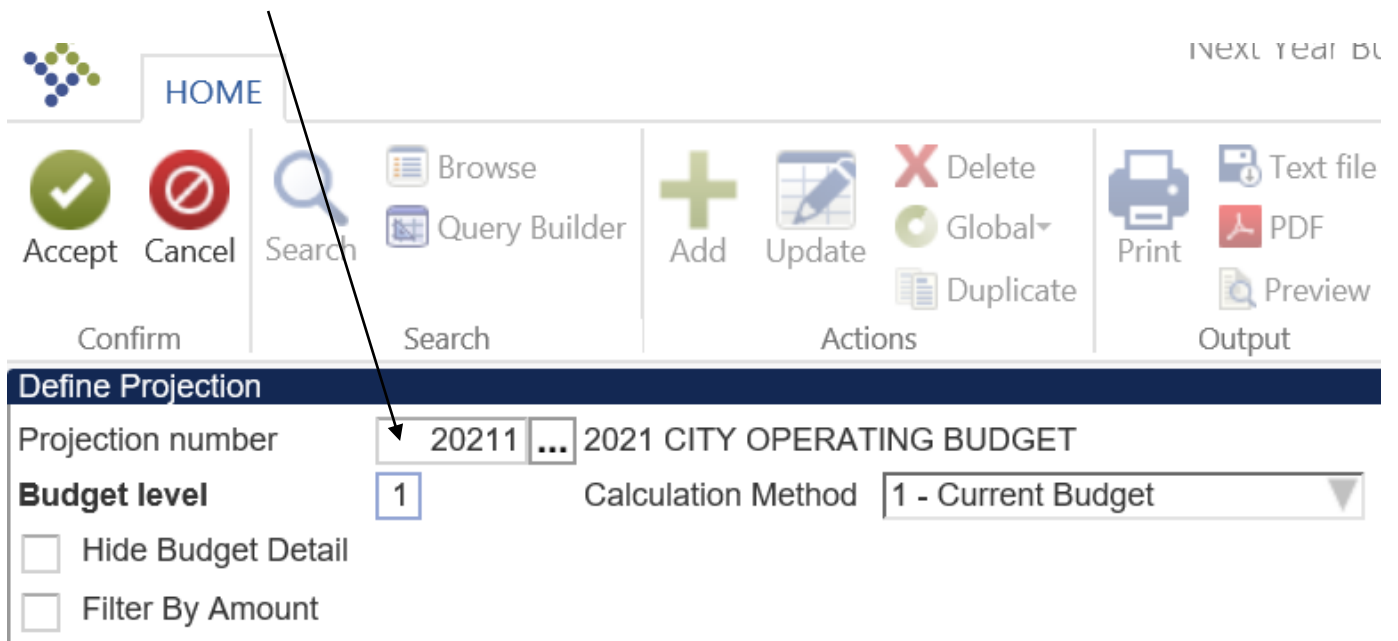 Next Year Bu
HOME
Accept
Cancel
Search
Browse
Query Builder
Add
Update
Delete
Global
Duplicate
Print
Text file
PDF
Preview
Confirm
Search
Actions
Output
Define Projection
Projection number 20211 ... 2021 CITY OPERATING BUDGET
Budget level 1 Calculation Method 1 - Current Budget
Hide Budget Detail
Filter By Amount